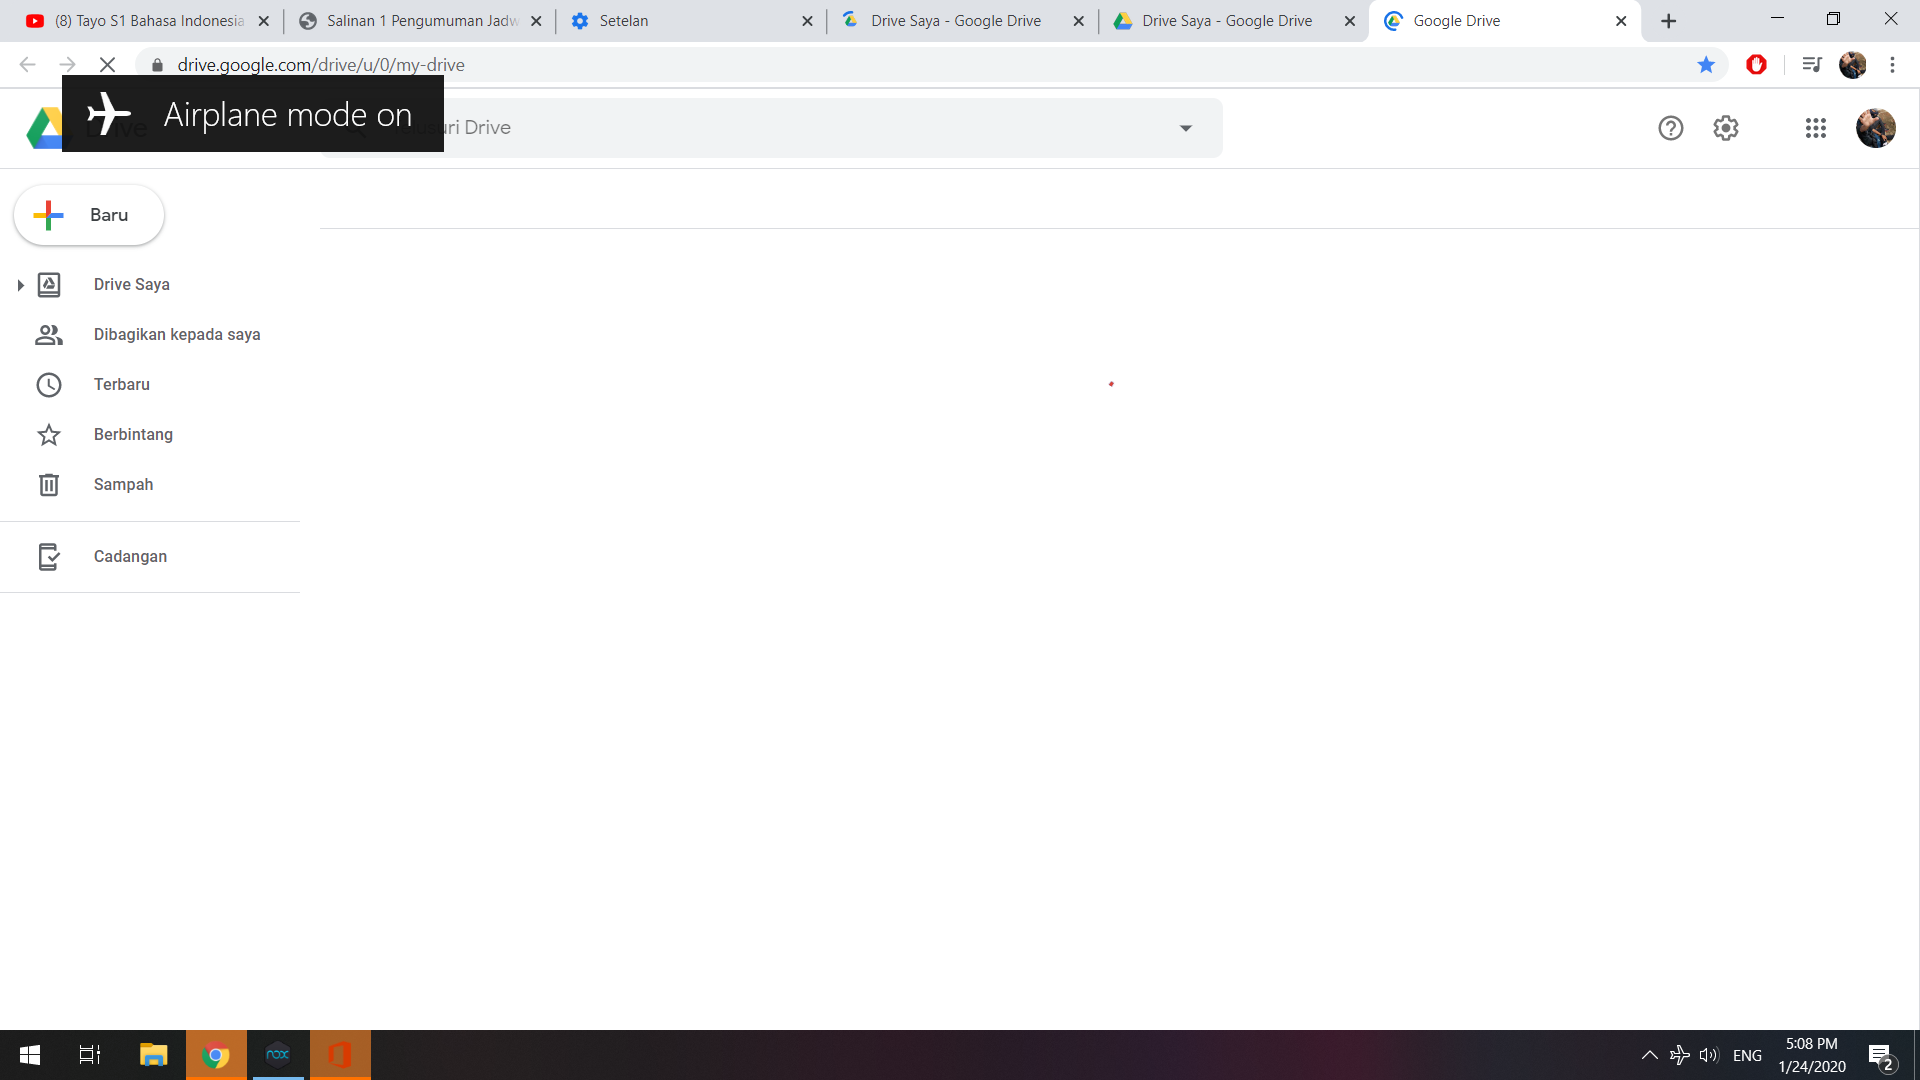 (8) Tayo S1 Bahasa Indonesia
Salinan 1 Pengumuman Jadw
Setelan
Drive Saya - Google Drive
Drive Saya - Google Drive
Google Drive
drive.google.com/drive/u/0/my-drive
Airplane mode on
Drive
Telusuri Drive
Baru
Drive Saya
Dibagikan kepada saya
Terbaru
Berbintang
Sampah
Cadangan
nox
ENG
5:08 PM
1/24/2020
2